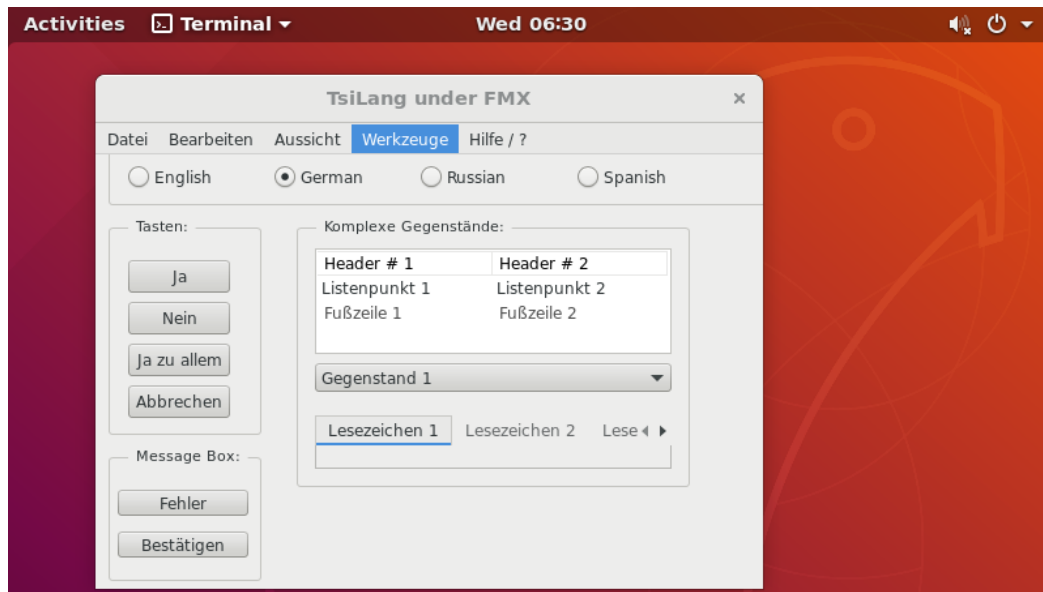 Activities Terminal Wed 06:30
TsiLang under FMX
Datei Bearbeiten Aussicht Werkzeuge Hilfe / ?
English German Russian Spanish
Tasten:
Ja
Nein
Ja zu allem
Abbrechen
Message Box:
Fehler
Bestätigen
Komplexe Gegenstände:
Header # 1 Header # 2
Listenpunkt 1 Listenpunkt 2
Fußzeile 1 Fußzeile 2
Gegenstand 1
Lesezeichen 1 Lesezeichen 2 Lese